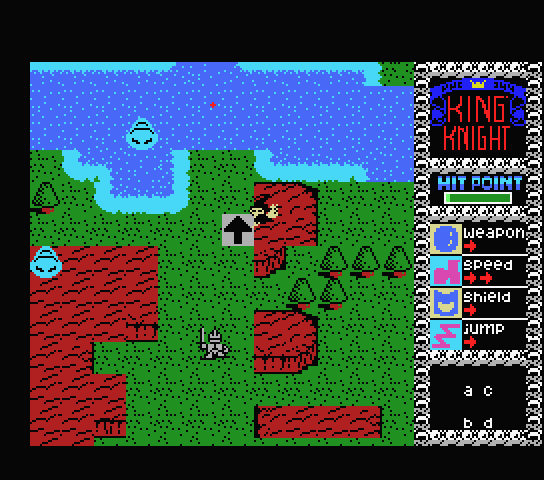 KING
KNIGHT
HIT POINT
weapon
speed
shield
jump
a c
b d